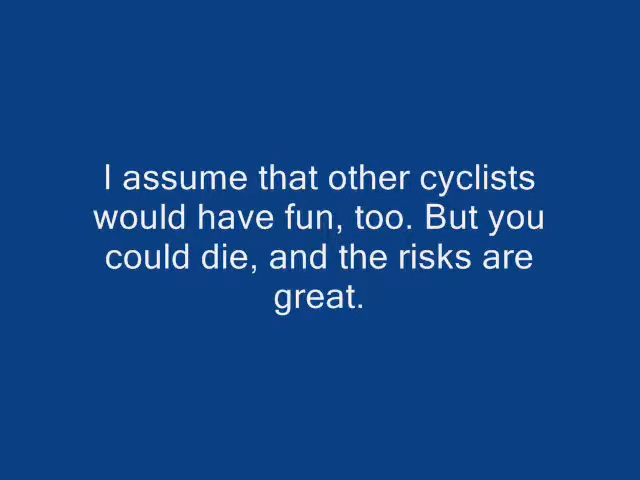 I assume that other cyclists
would have fun, too. But you
could die, and the risks are
great.